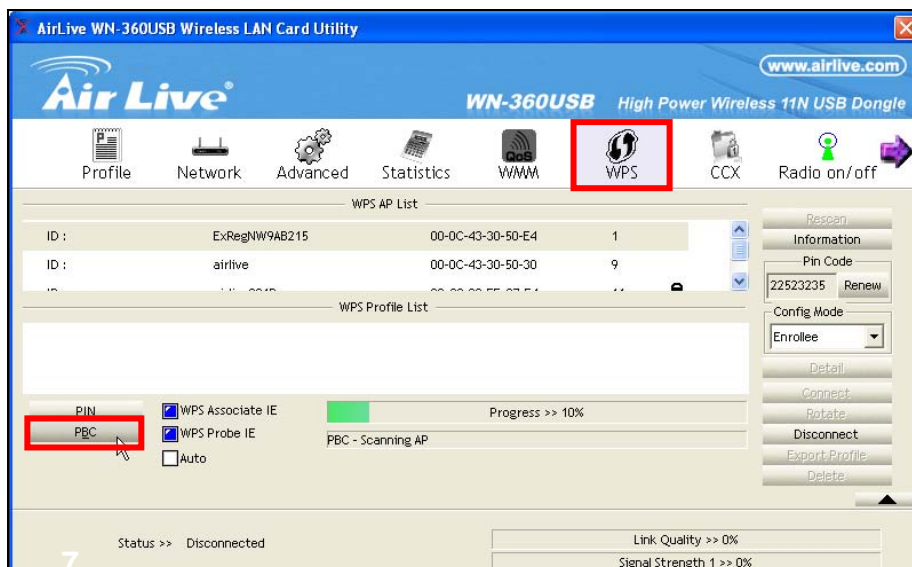 AirLive WN-360USB Wireless LAN Card Utility
www.airlive.com
Air Live®
WN-360USB High Power Wireless 11N USB Dongle
Profile Network Advanced Statistics QoS WMM WPS CCX Radio on/off
WPS AP List
ID : ExRegNW9AB215 00-0C-43-30-50-E4 1
ID : airlive 00-0C-43-30-50-30 9
WPS Profile List
Rescan
Information
Pin Code
22523235 Renew
Config Mode
Enrollee
Detail
Connect
Rotate
Disconnect
Export Profile
Delete
PIN
PBC
WPS Associate IE
WPS Probe IE
Auto
Progress >> 10%
PBC - Scanning AP
Status >> Disconnected
Link Quality >> 0%
Signal Strength 1 >> 0%
7